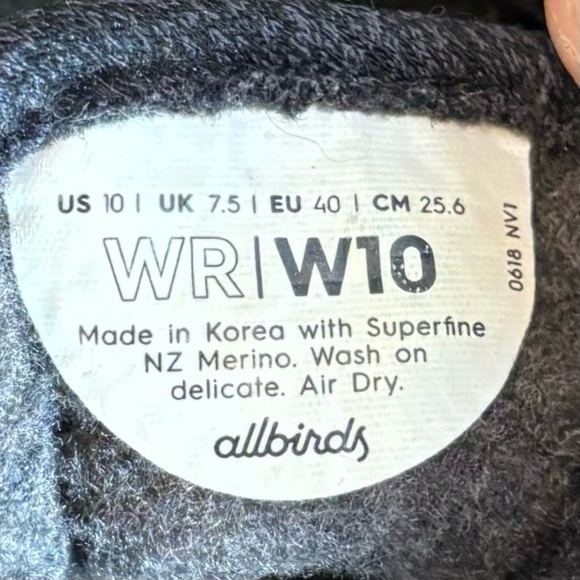 US 10 | UK 7.5 | EU 40 | CM 25.6
WR|W10
Made in Korea with Superfine
NZ Merino. Wash on
delicate. Air Dry.
allbirds
0618 NV1